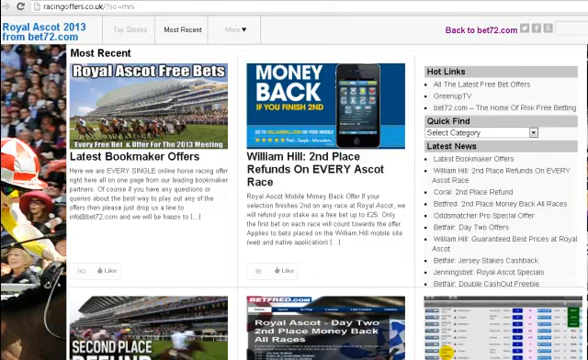 racingoffers.co.uk/?so=mrs
Royal Ascot 2013
from bet72.com
Top Stories
Most Recent
More
Back to bet72.com
Most Recent
Royal Ascot Free Bets
Every Free Bet & Offer For The 2013 Meeting
Latest Bookmaker Offers
Here we are EVERY SINGLE online horse racing offer
right here all on one page from our leading bookmaker
partners. Of course if you have any questions or
queries about the best way to play out any of the
offers then please just drop us a line to
info@bet72.com and we will be happy to [...]
262
Like
MONEY
BACK
IF YOU FINISH 2ND
William Hill: 2nd Place
Refunds On EVERY Ascot
Race
Royal Ascot Mobile Money Back Offer If your
selection finishes 2nd on any race at Royal Ascot, we
will refund your stake as a free bet up to £25. Only,
the first bet on each race will count towards the offer
Applies to bets placed on the William Hill mobile site
(web and native application) [...]
Like
Hot Links
All The Latest Free Bet Offers
GreenupTV
bet72.com – The Home Of Risk Free Betting
Quick Find
Select Category
Latest News
Latest Bookmaker Offers
William Hill: 2nd Place Refunds On EVERY
Ascot Race
Coral: 2nd Place Refund
Betfred: 2nd Place Money Back All Races
Oddsmatcher Pro Special Offer
Betfair: Day Two Offers
William Hill: Guaranteed Best Prices at Royal
Ascot
Betfair: Jersey Stakes Cashback
Jenningsbet: Royal Ascot Specials
Betfair: Double CashOut Freebie
SECOND PLACE
REFUND
BETFRED.COM
Royal Ascot - Day Two
2nd Place Money Back
All Races